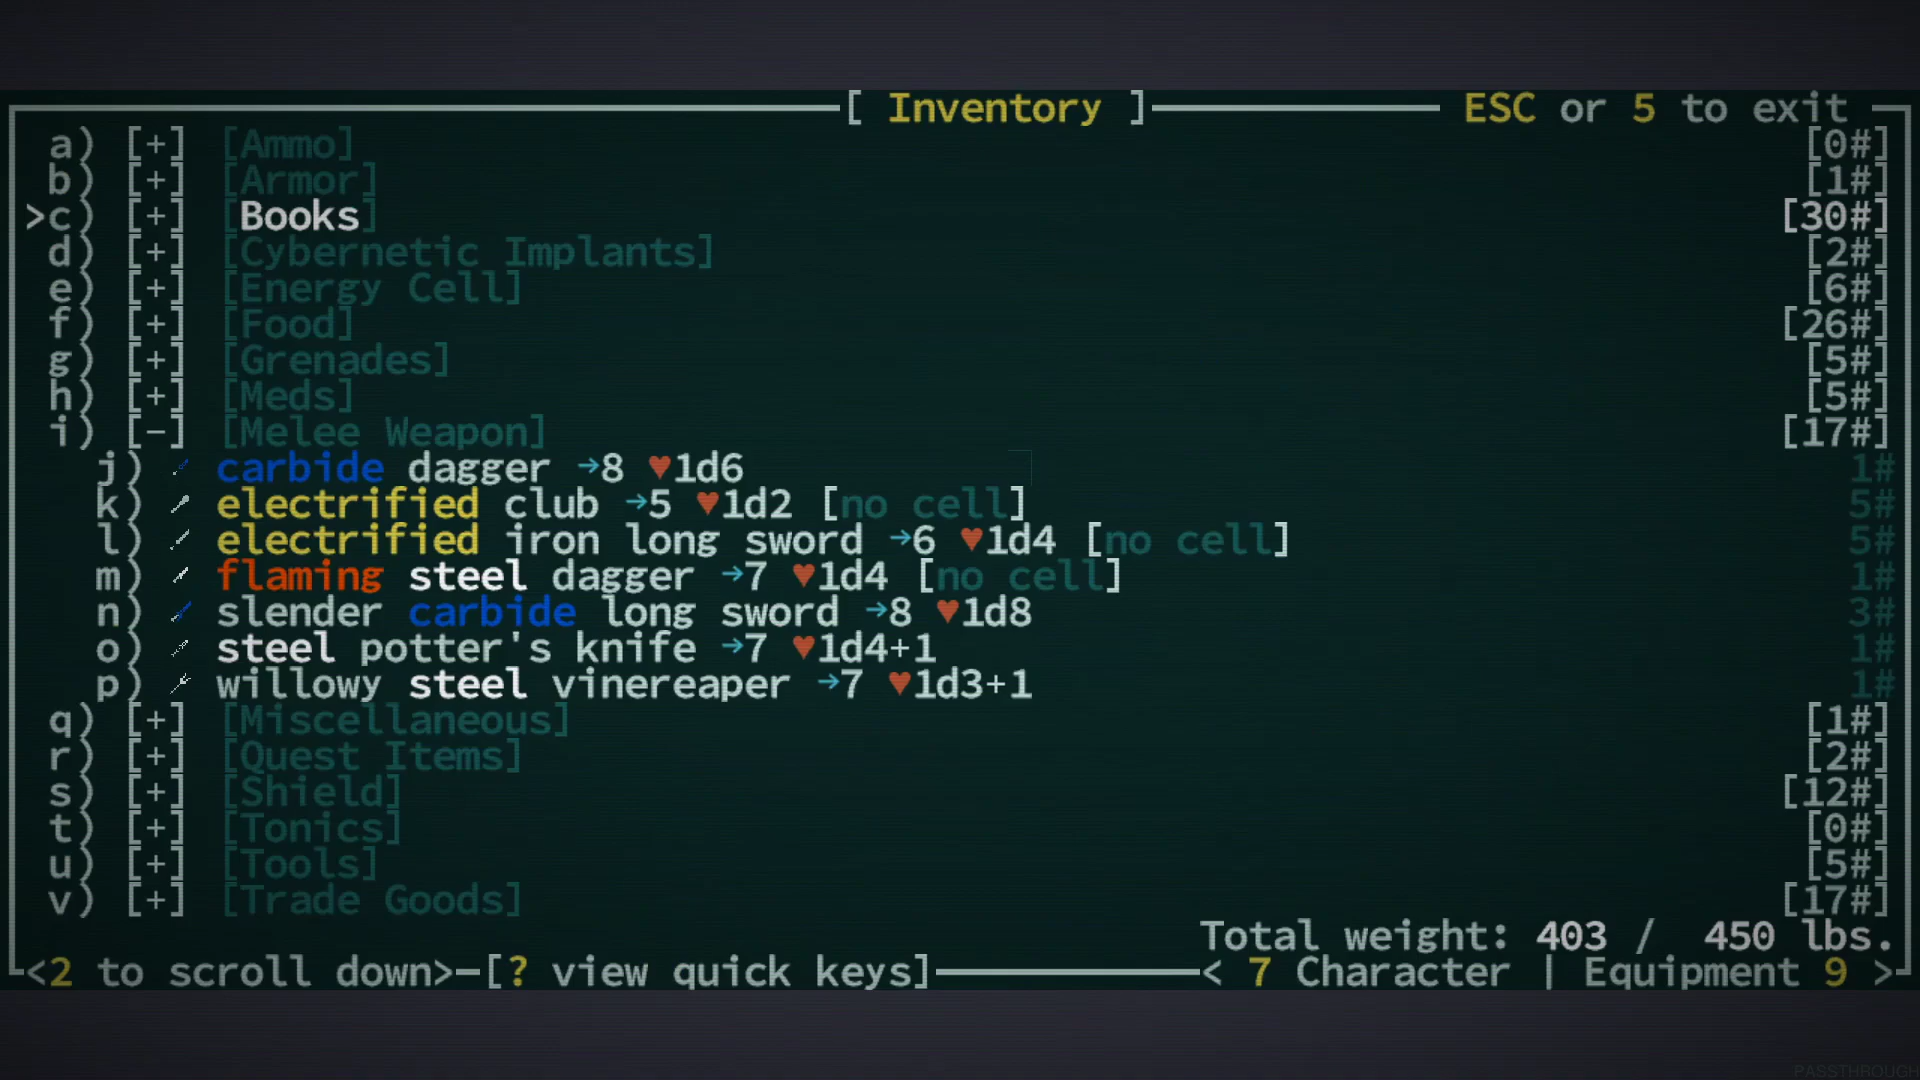 [ Inventory ] ESC or 5 to exit
a) [+] [Ammo] [0#]
b) [+] [Armor] [1#]
>c) [+] [Books] [30#]
d) [+] [Cybernetic Implants] [2#]
e) [+] [Energy Cell] [6#]
f) [+] [Food] [26#]
g) [+] [Grenades] [5#]
h) [+] [Meds] [5#]
i) [-] [Melee Weapon] [17#]
j) carbide dagger →8 ♥1d6 1#
k) electrified club →5 ♥1d2 [no cell] 5#
l) electrified iron long sword →6 ♥1d4 [no cell] 5#
m) flaming steel dagger →7 ♥1d4 [no cell] 1#
n) slender carbide long sword →8 ♥1d8 3#
o) steel potter's knife →7 ♥1d4+1 1#
p) willowy steel vinereaper →7 ♥1d3+1 1#
q) [+] [Miscellaneous] [1#]
r) [+] [Quest Items] [2#]
s) [+] [Shield] [12#]
t) [+] [Tonics] [0#]
u) [+] [Tools] [5#]
v) [+] [Trade Goods] [17#]
Total weight: 403 / 450 lbs.
<2 to scroll down> [? view quick keys] < 7 Character | Equipment 9 >
PASSTHROUGH